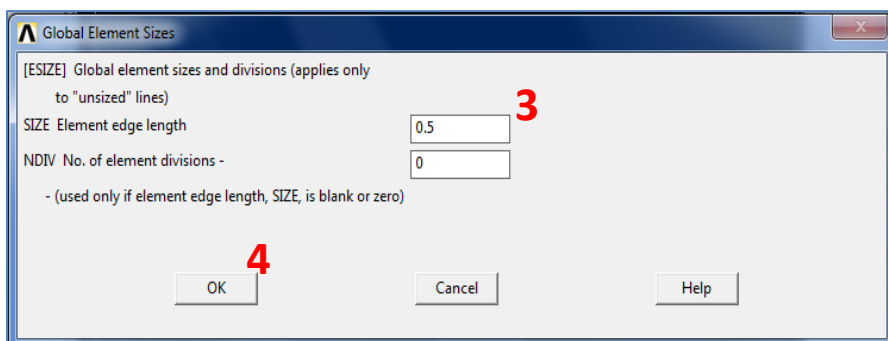 Global Element Sizes
[ESIZE] Global element sizes and divisions (applies only
to "unsized" lines)
3
SIZE Element edge length 0.5
NDIV No. of element divisions - 0
- (used only if element edge length, SIZE, is blank or zero)
4
OK Cancel Help